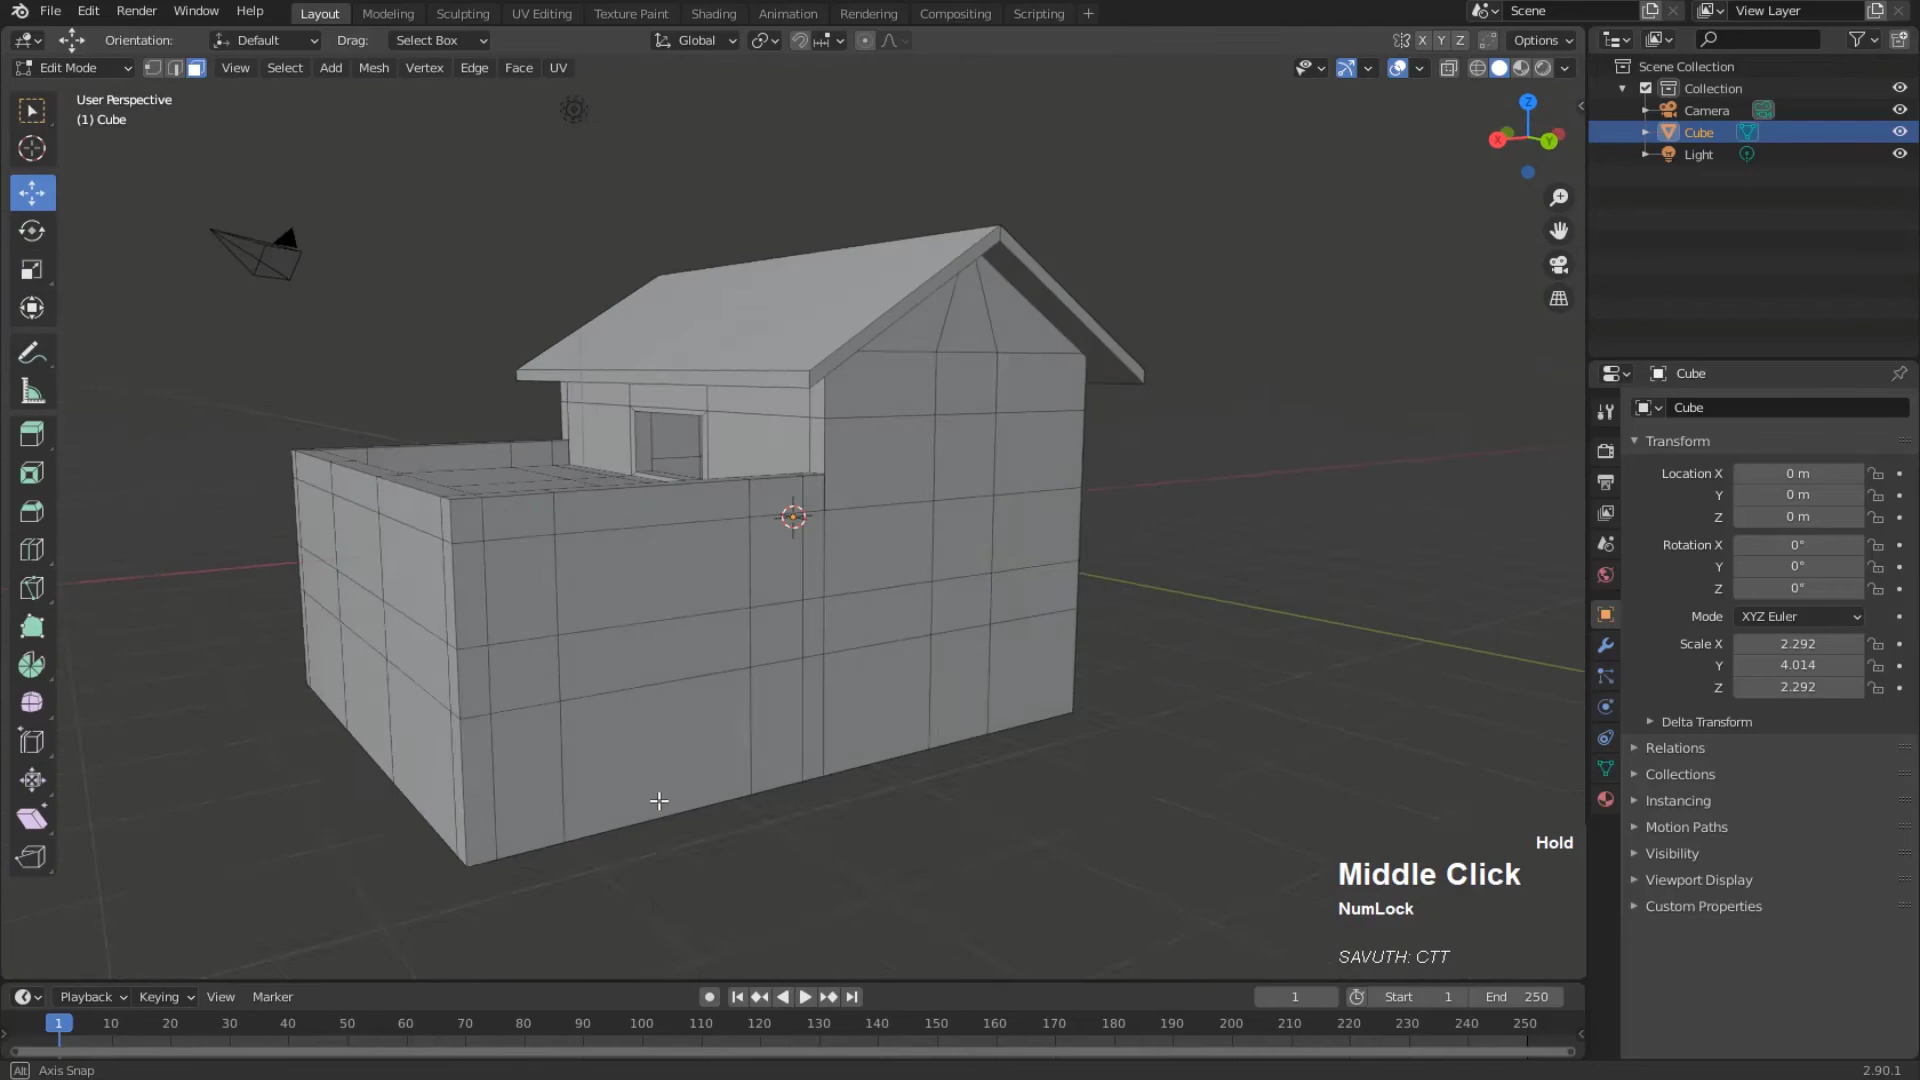 File Edit Render Window Help Layout Modeling Sculpting UV Editing Texture Paint Shading Animation Rendering Compositing Scripting + Scene View Layer
Orientation: Default Drag: Select Box Global X Y Z Options
Edit Mode View Select Add Mesh Vertex Edge Face UV
User Perspective
(1) Cube
Z
X
Y
Scene Collection
Collection
Camera
Cube
Light
Cube
Cube
Transform
Location X 0 m
Y 0 m
Z 0 m
Rotation X 0°
Y 0°
Z 0°
Mode XYZ Euler
Scale X 2.292
Y 4.014
Z 2.292
Delta Transform
Relations
Collections
Instancing
Motion Paths
Visibility
Viewport Display
Custom Properties
Hold
Middle Click
NumLock
SAVUTH: CTT
Playback Keying View Marker 1 Start 1 End 250
1 10 20 30 40 50 60 70 80 90 100 110 120 130 140 150 160 170 180 190 200 210 220 230 240 250
Alt Axis Snap 2.90.1